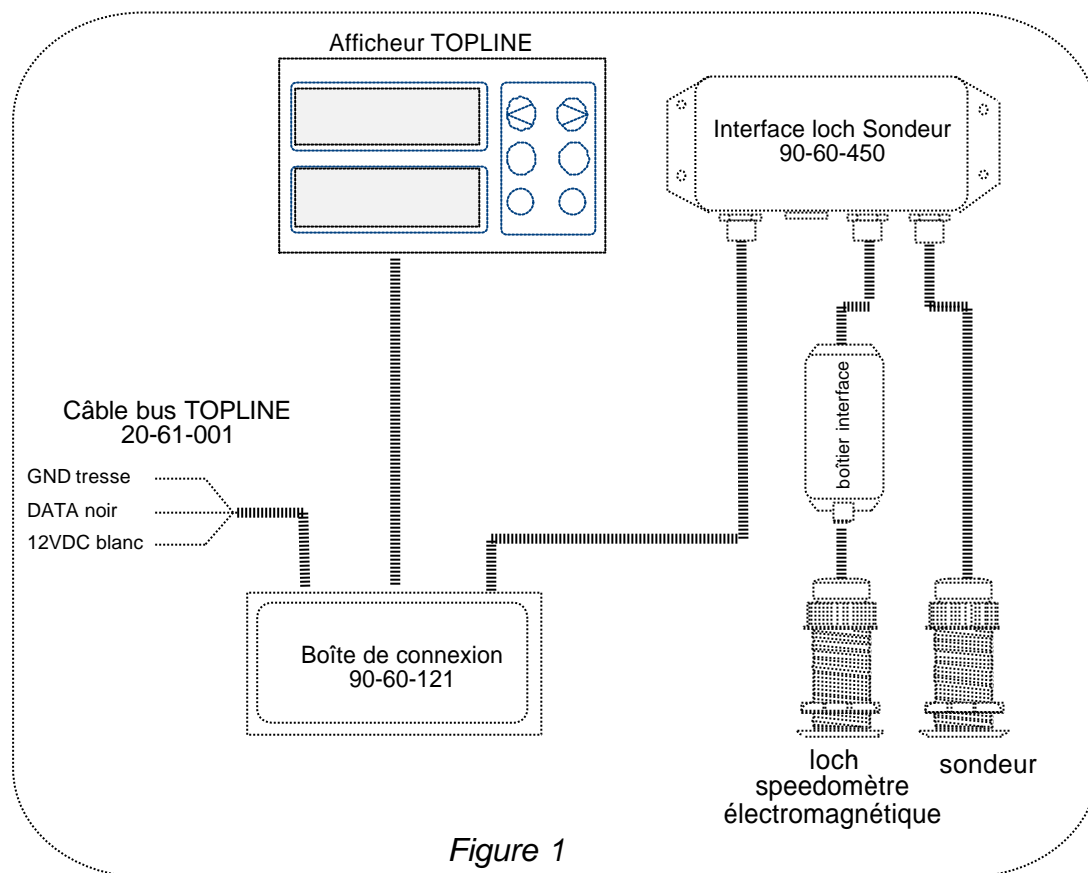 Afficheur TOPLINE
Interface loch Sondeur
90-60-450
boîtier interface
Câble bus TOPLINE
20-61-001
GND tresse
DATA noir
12VDC blanc
Boîte de connexion
90-60-121
loch
speedomètre
électromagnétique
sondeur
Figure 1